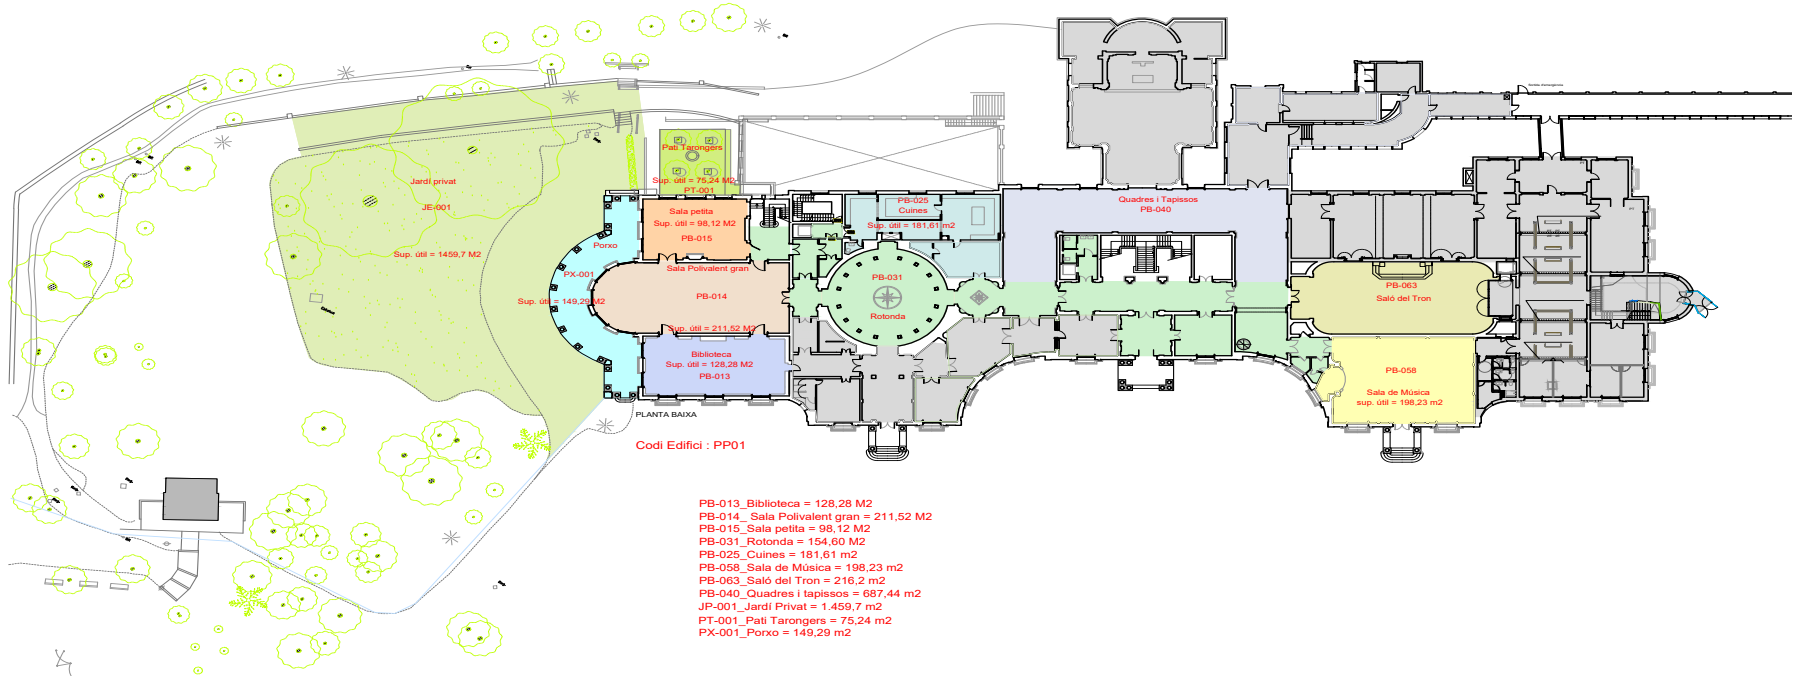 Pati Tarongers
Sup. útil = 75,24 M2
PT-001
Jardí privat
JE-001
Sup. útil = 1459,7 M2
Porxo
PX-001
Sup. útil = 149,29 M2
Sala petita
Sup. útil = 98,12 M2
PB-015
Sala Polivalent gran
PB-014
Sup. útil = 211,52 M2
Biblioteca
Sup. útil = 128,28 M2
PB-013
PB-025
Cuines
Sup. útil = 181,61 m2
PB-031
Rotonda
Quadres i Tapissos
PB-040
PB-063
Saló del Tron
PB-058
Sala de Música
sup. útil = 198,23 m2
PLANTA BAIXA
Codi Edifici : PP01
PB-013_Biblioteca = 128,28 M2
PB-014_ Sala Polivalent gran = 211,52 M2
PB-015_Sala petita = 98,12 M2
PB-031_Rotonda = 154,60 M2
PB-025_Cuines = 181,61 m2
PB-058_Sala de Música = 198,23 m2
PB-063_Saló del Tron = 216,2 m2
PB-040_Quadres i tapissos = 687,44 m2
JP-001_Jardí Privat = 1.459,7 m2
PT-001_Pati Tarongers = 75,24 m2
PX-001_Porxo = 149,29 m2